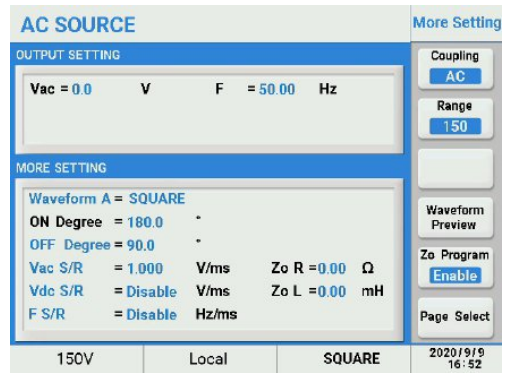 AC SOURCE
More Setting
OUTPUT SETTING
Vac = 0.0 V F = 50.00 Hz
MORE SETTING
Waveform A = SQUARE
ON Degree = 180.0 °
OFF Degree = 90.0 °
Vac S/R = 1.000 V/ms Zo R = 0.00 Ω
Vdc S/R = Disable V/ms Zo L = 0.00 mH
F S/R = Disable Hz/ms
Coupling
AC
Range
150
Waveform
Preview
Zo Program
Enable
Page Select
150V Local SQUARE
2020/9/9
16:52